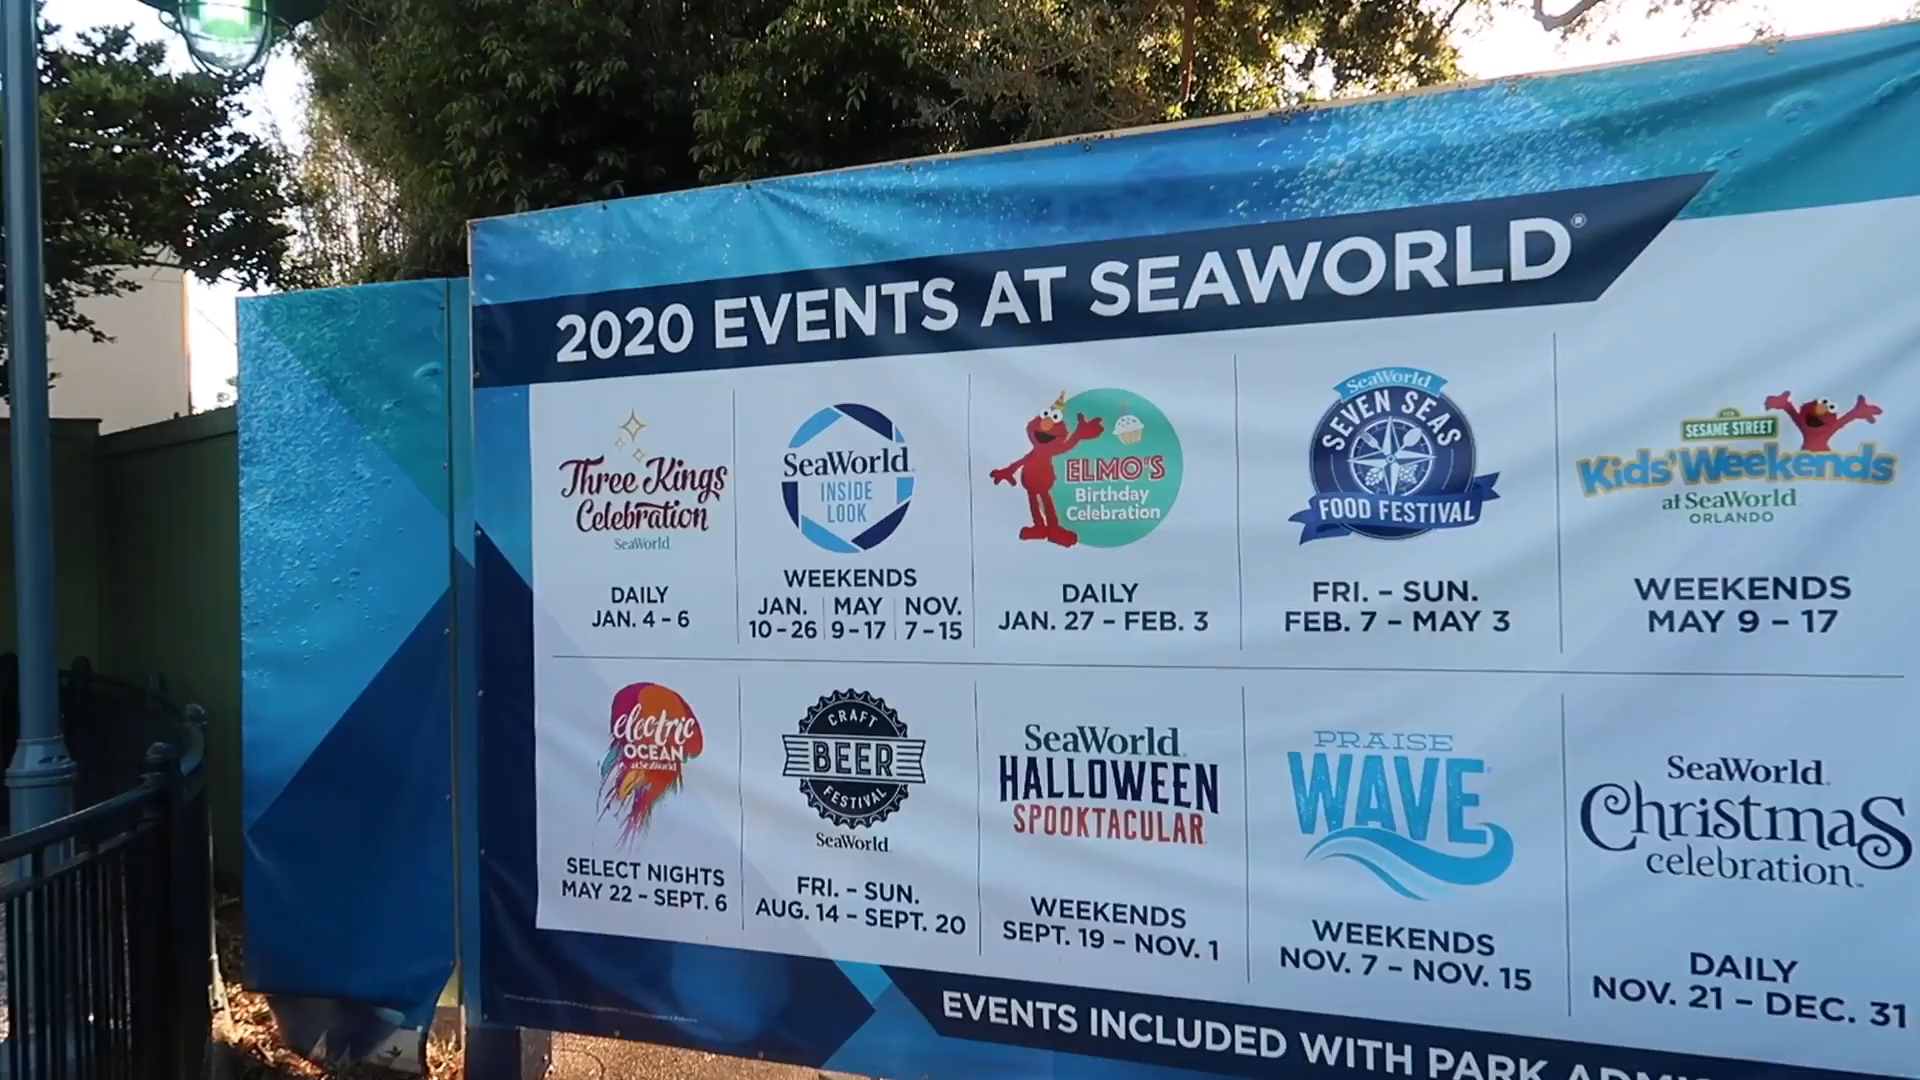 2020 EVENTS AT SEAWORLD®
Three Kings
Celebration
SeaWorld
DAILY
JAN. 4 – 6
SeaWorld
INSIDE
LOOK
WEEKENDS
JAN. MAY NOV.
10 – 26 9 – 17 7 – 15
ELMO'S
Birthday
Celebration
DAILY
JAN. 27 – FEB. 3
SeaWorld
SEVEN SEAS
FOOD FESTIVAL
FRI. – SUN.
FEB. 7 – MAY 3
SESAME STREET
Kids' Weekends
at SeaWorld
ORLANDO
WEEKENDS
MAY 9 – 17
electric
OCEAN
at SeaWorld
SELECT NIGHTS
MAY 22 – SEPT. 6
CRAFT
BEER
FESTIVAL
SeaWorld
FRI. – SUN.
AUG. 14 – SEPT. 20
SeaWorld
HALLOWEEN
SPOOKTACULAR
WEEKENDS
SEPT. 19 – NOV. 1
PRAISE
WAVE
WEEKENDS
NOV. 7 – NOV. 15
SeaWorld
Christmas
celebration
DAILY
NOV. 21 – DEC. 31
EVENTS INCLUDED WITH PARK